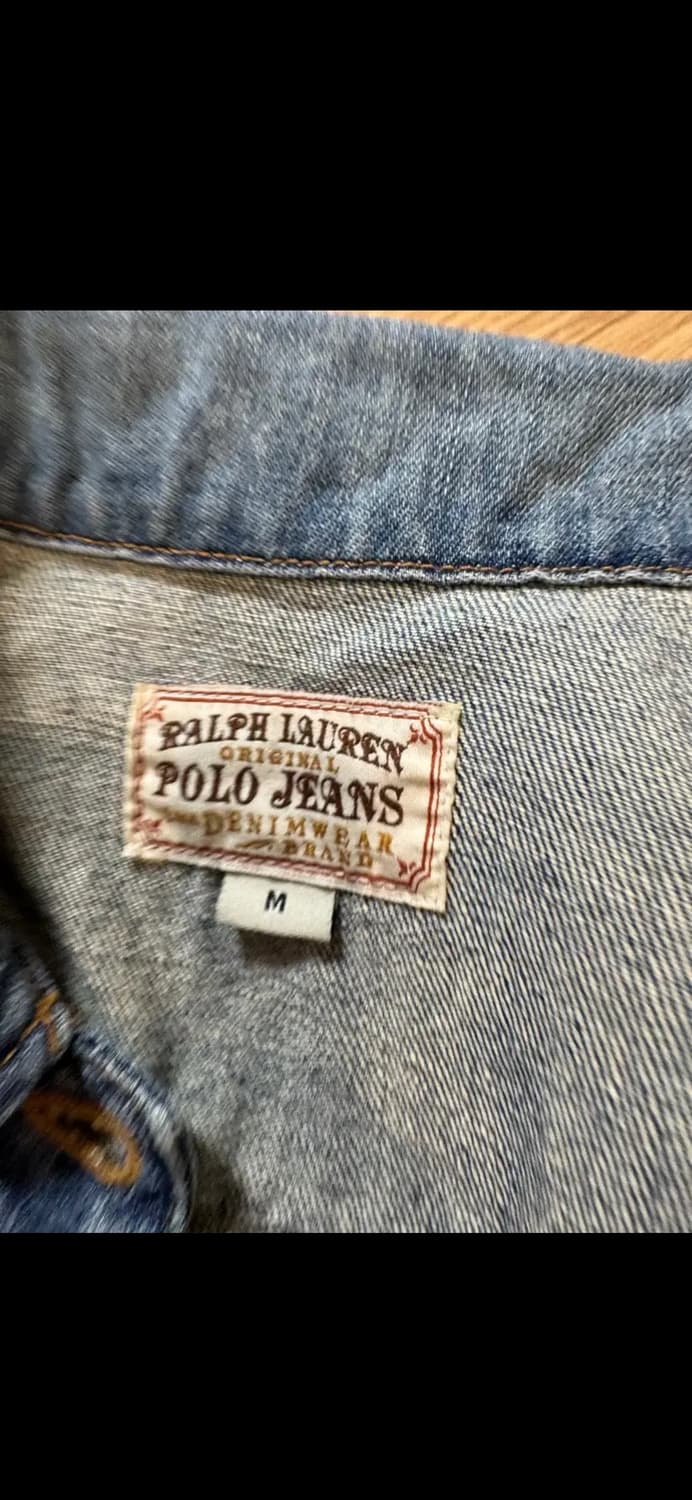 RALPH LAUREN
ORIGINAL
POLO JEANS
DENIMWEAR
BRAND
M